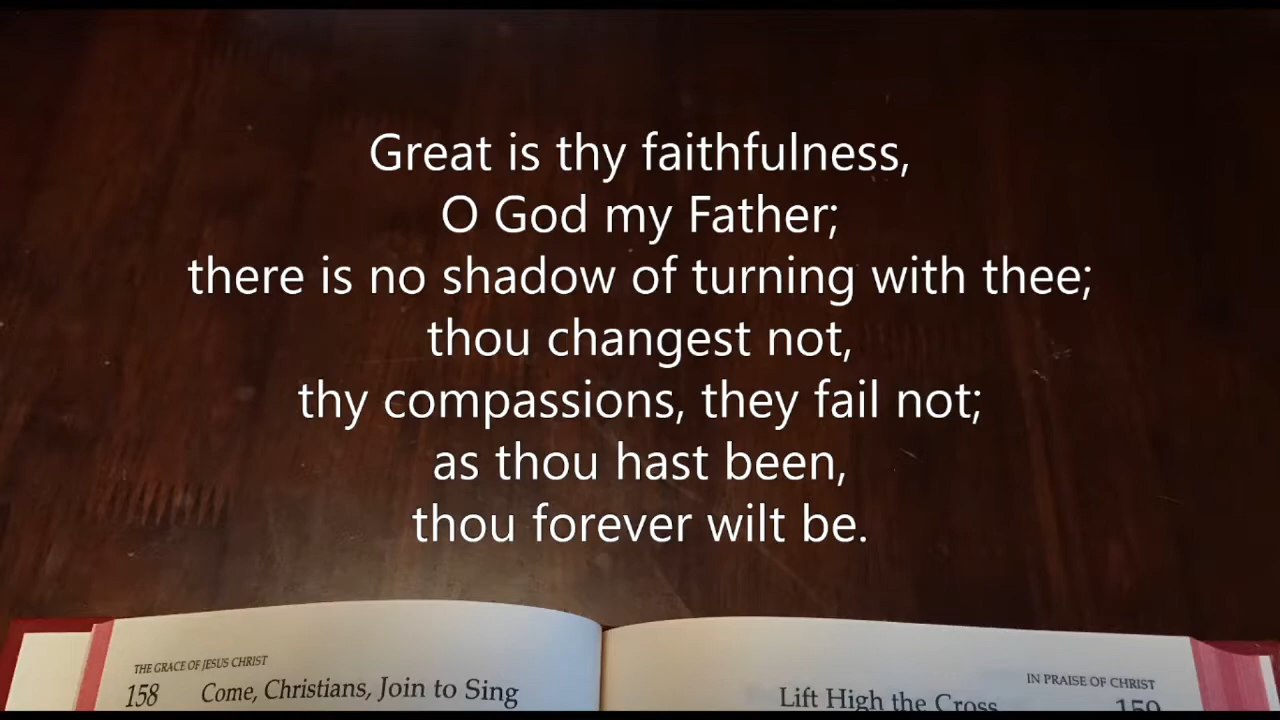 Great is thy faithfulness,
O God my Father;
there is no shadow of turning with thee;
thou changest not,
thy compassions, they fail not;
as thou hast been,
thou forever wilt be.
THE GRACE OF JESUS CHRIST
158 Come, Christians, Join to Sing
IN PRAISE OF CHRIST
Lift High the Cross 159